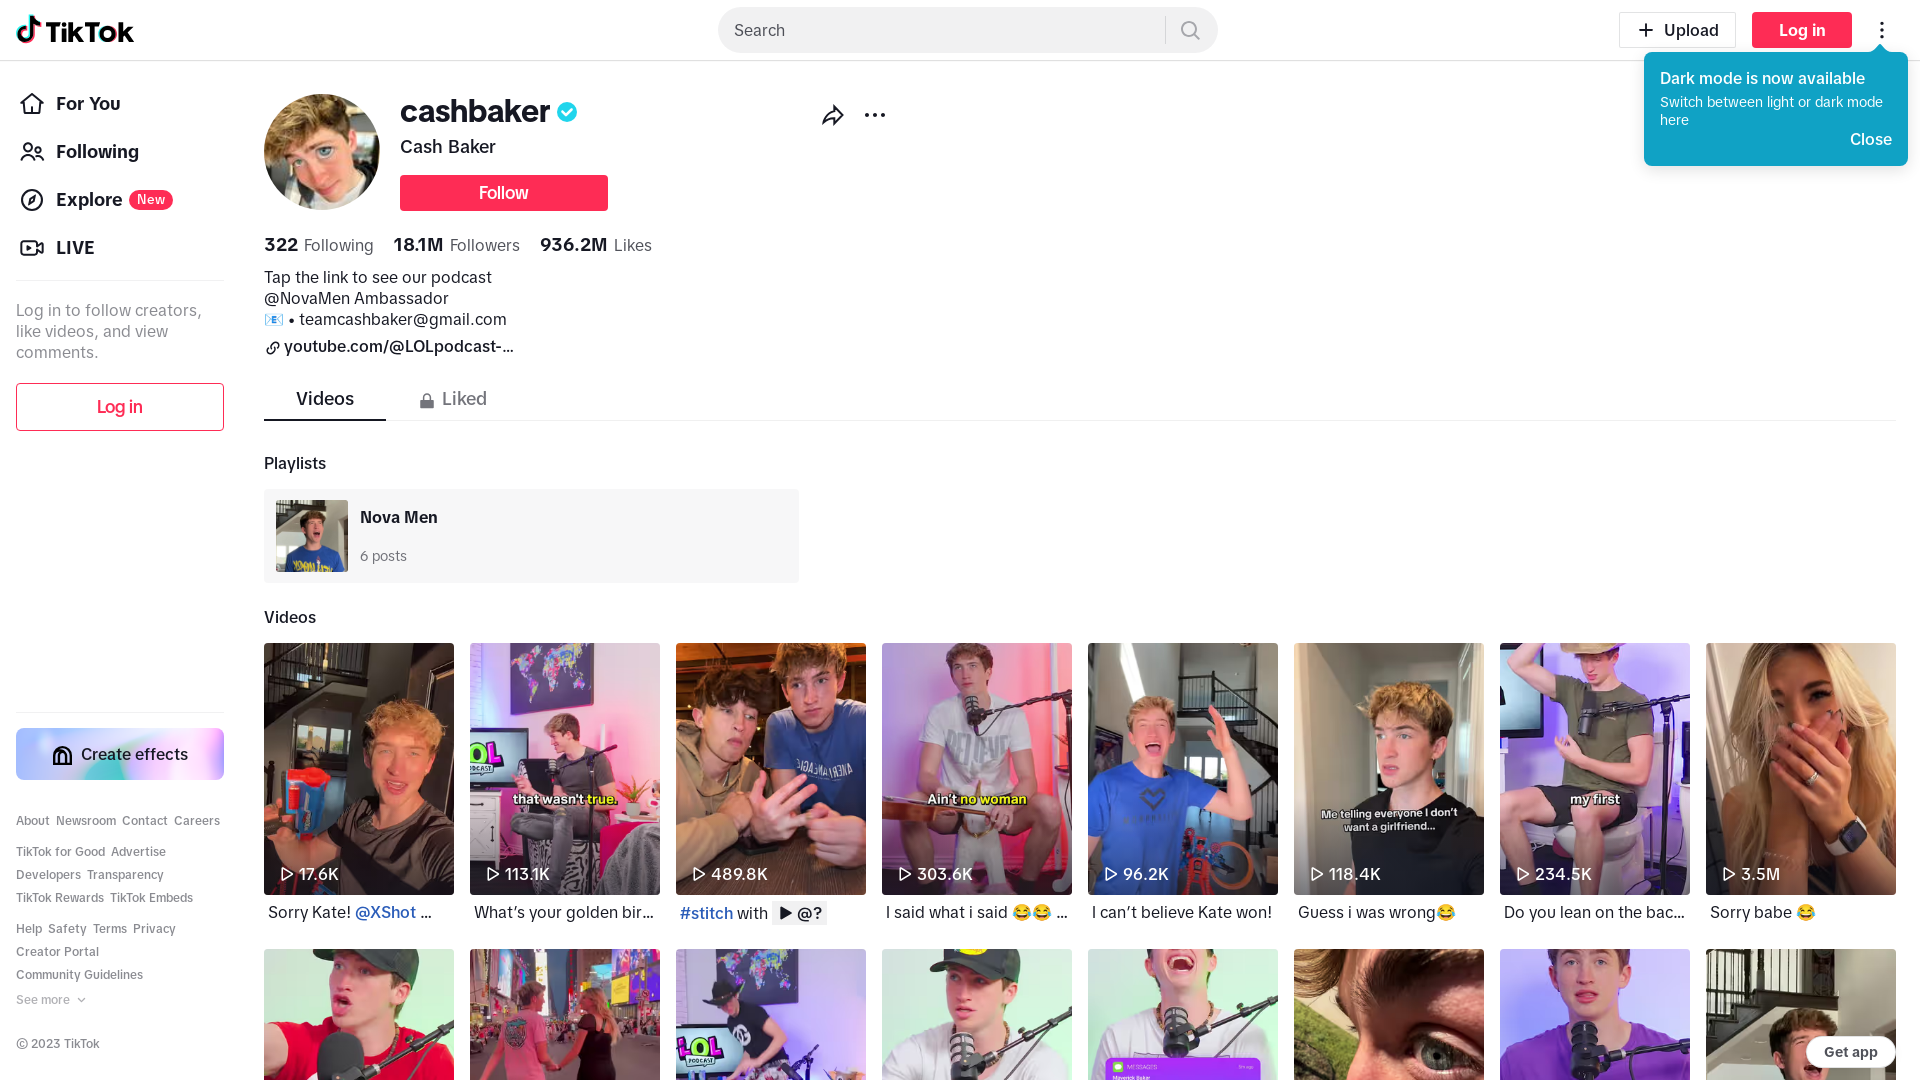 TikTok
Search
Upload
Log in
Dark mode is now available
Switch between light or dark mode
here
Close
For You
Following
Explore New
LIVE
Log in to follow creators,
like videos, and view
comments.
Log in
Create effects
About Newsroom Contact Careers
TikTok for Good Advertise
Developers Transparency
TikTok Rewards TikTok Embeds
Help Safety Terms Privacy
Creator Portal
Community Guidelines
See more
© 2023 TikTok
cashbaker
Cash Baker
Follow
322 Following 18.1M Followers 936.2M Likes
Tap the link to see our podcast
@NovaMen Ambassador
📧 • teamcashbaker@gmail.com
youtube.com/@LOLpodcast-...
Videos
Liked
Playlists
Nova Men
6 posts
Videos
17.6K
Sorry Kate! @XShot ...
LOL
PODCAST
that wasn't true.
113.1K
What's your golden bir...
489.8K
#stitch with ▶ @?
Ain't no woman
303.6K
I said what i said 😂😂 ...
96.2K
I can't believe Kate won!
Me telling everyone I don't
want a girlfriend...
118.4K
Guess i was wrong😂
my first
234.5K
Do you lean on the bac...
3.5M
Sorry babe 😂
LOL
PODCAST
MESSAGES
Get app